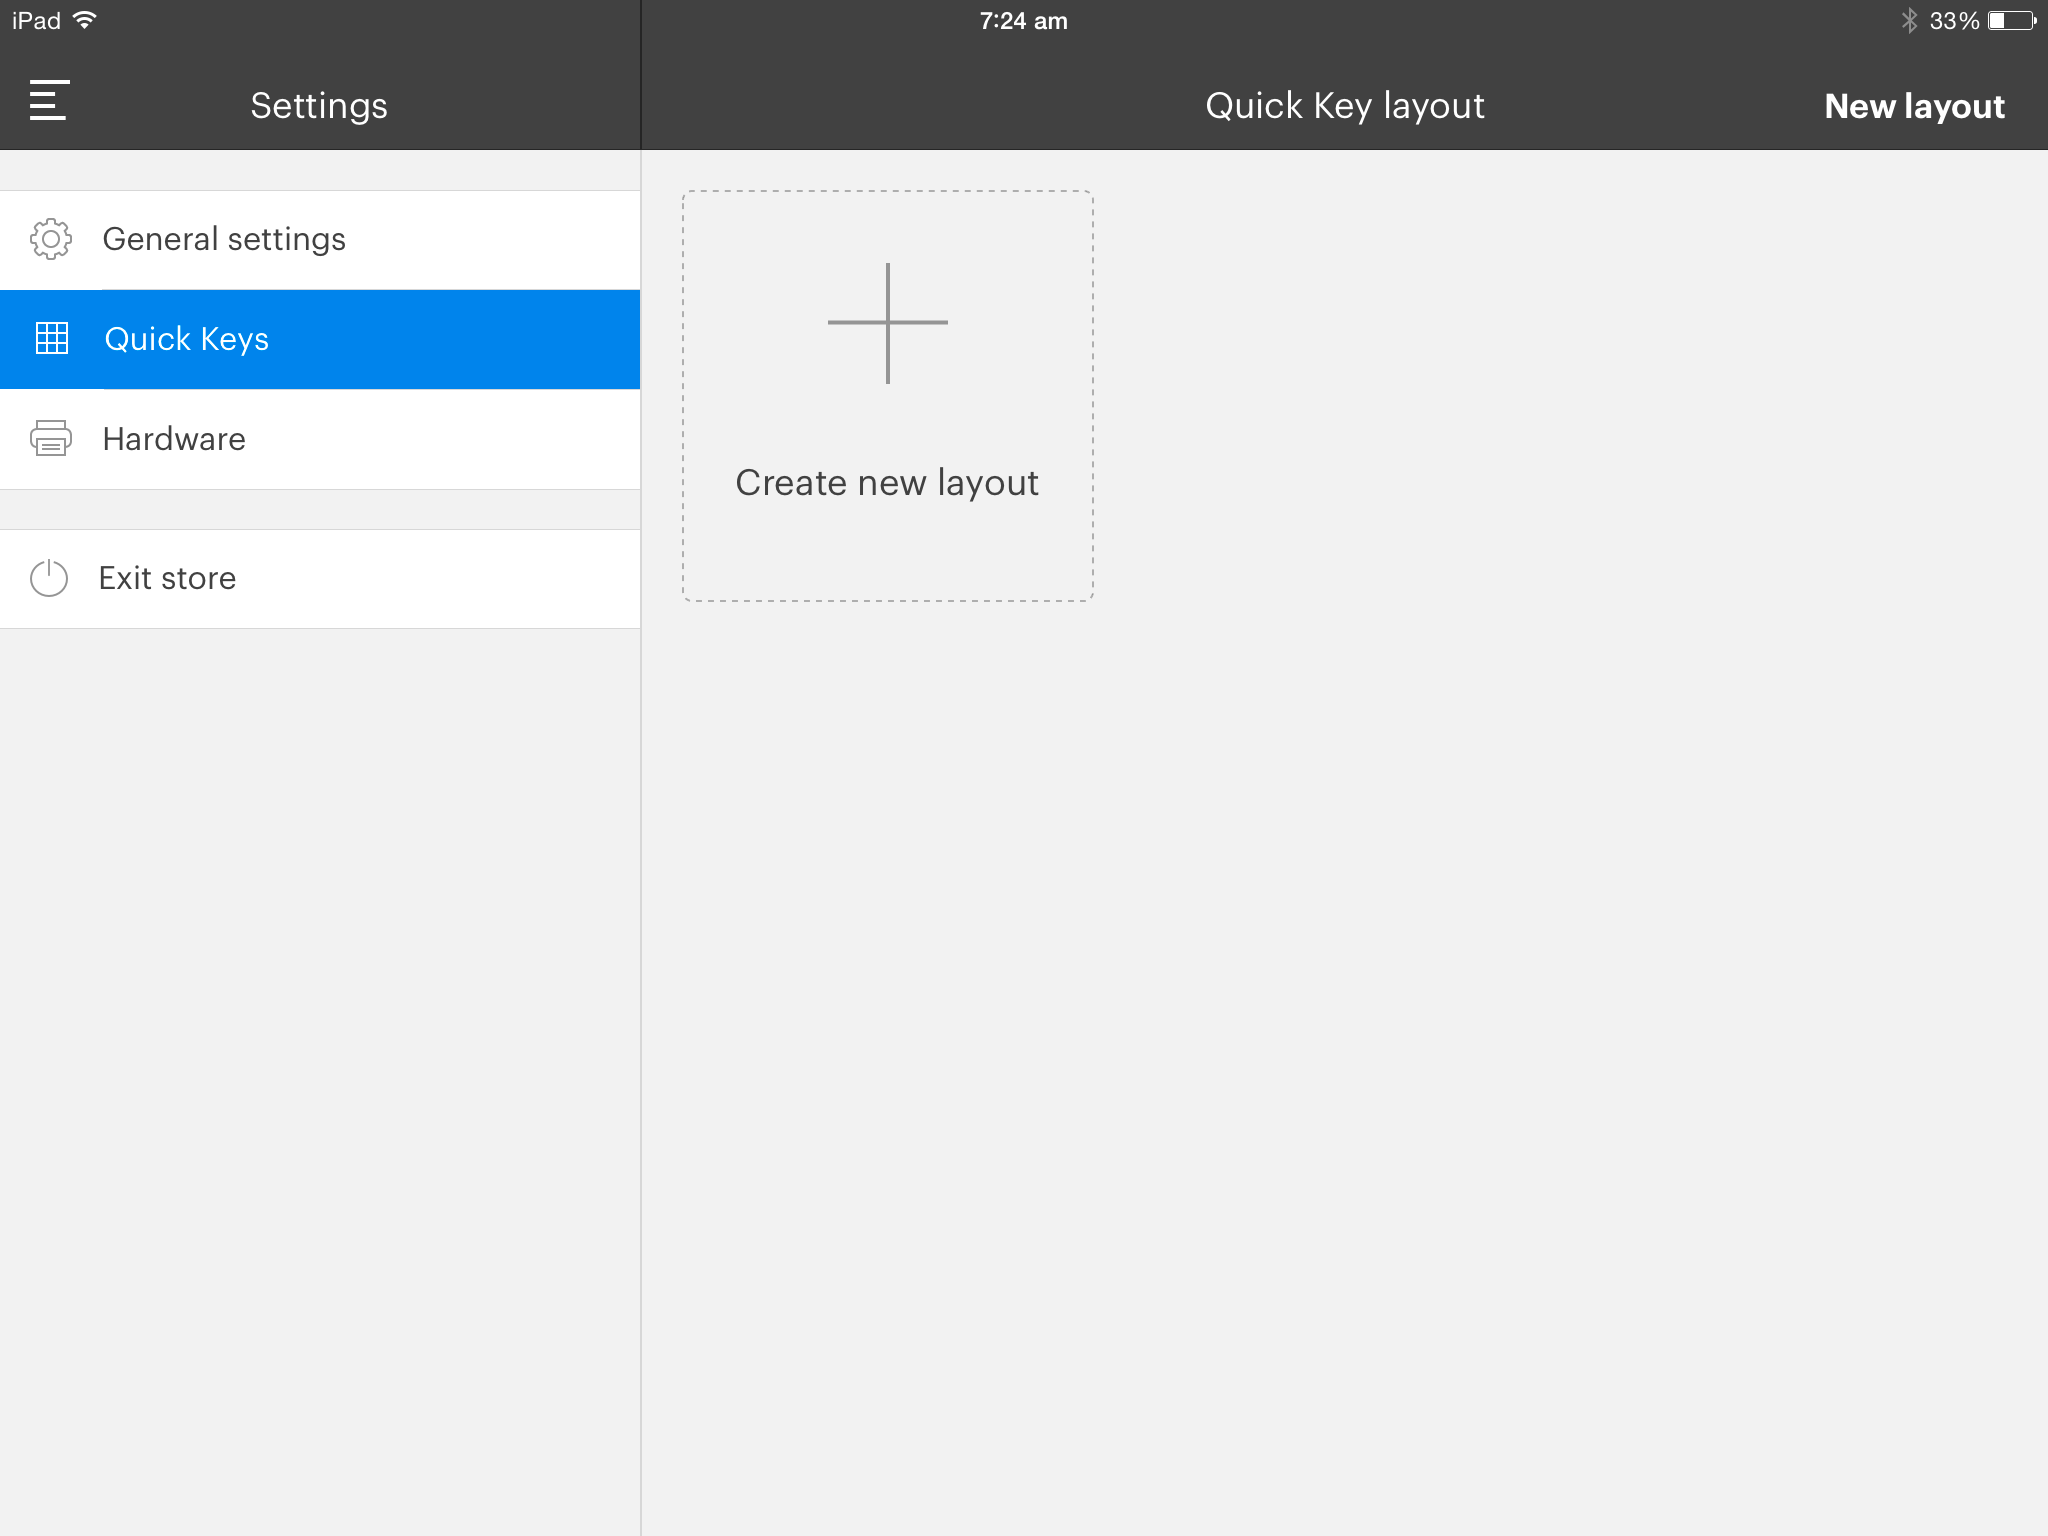 iPad
7:24 am
33%
Settings
Quick Key layout
New layout
General settings
Quick Keys
Hardware
Exit store
Create new layout